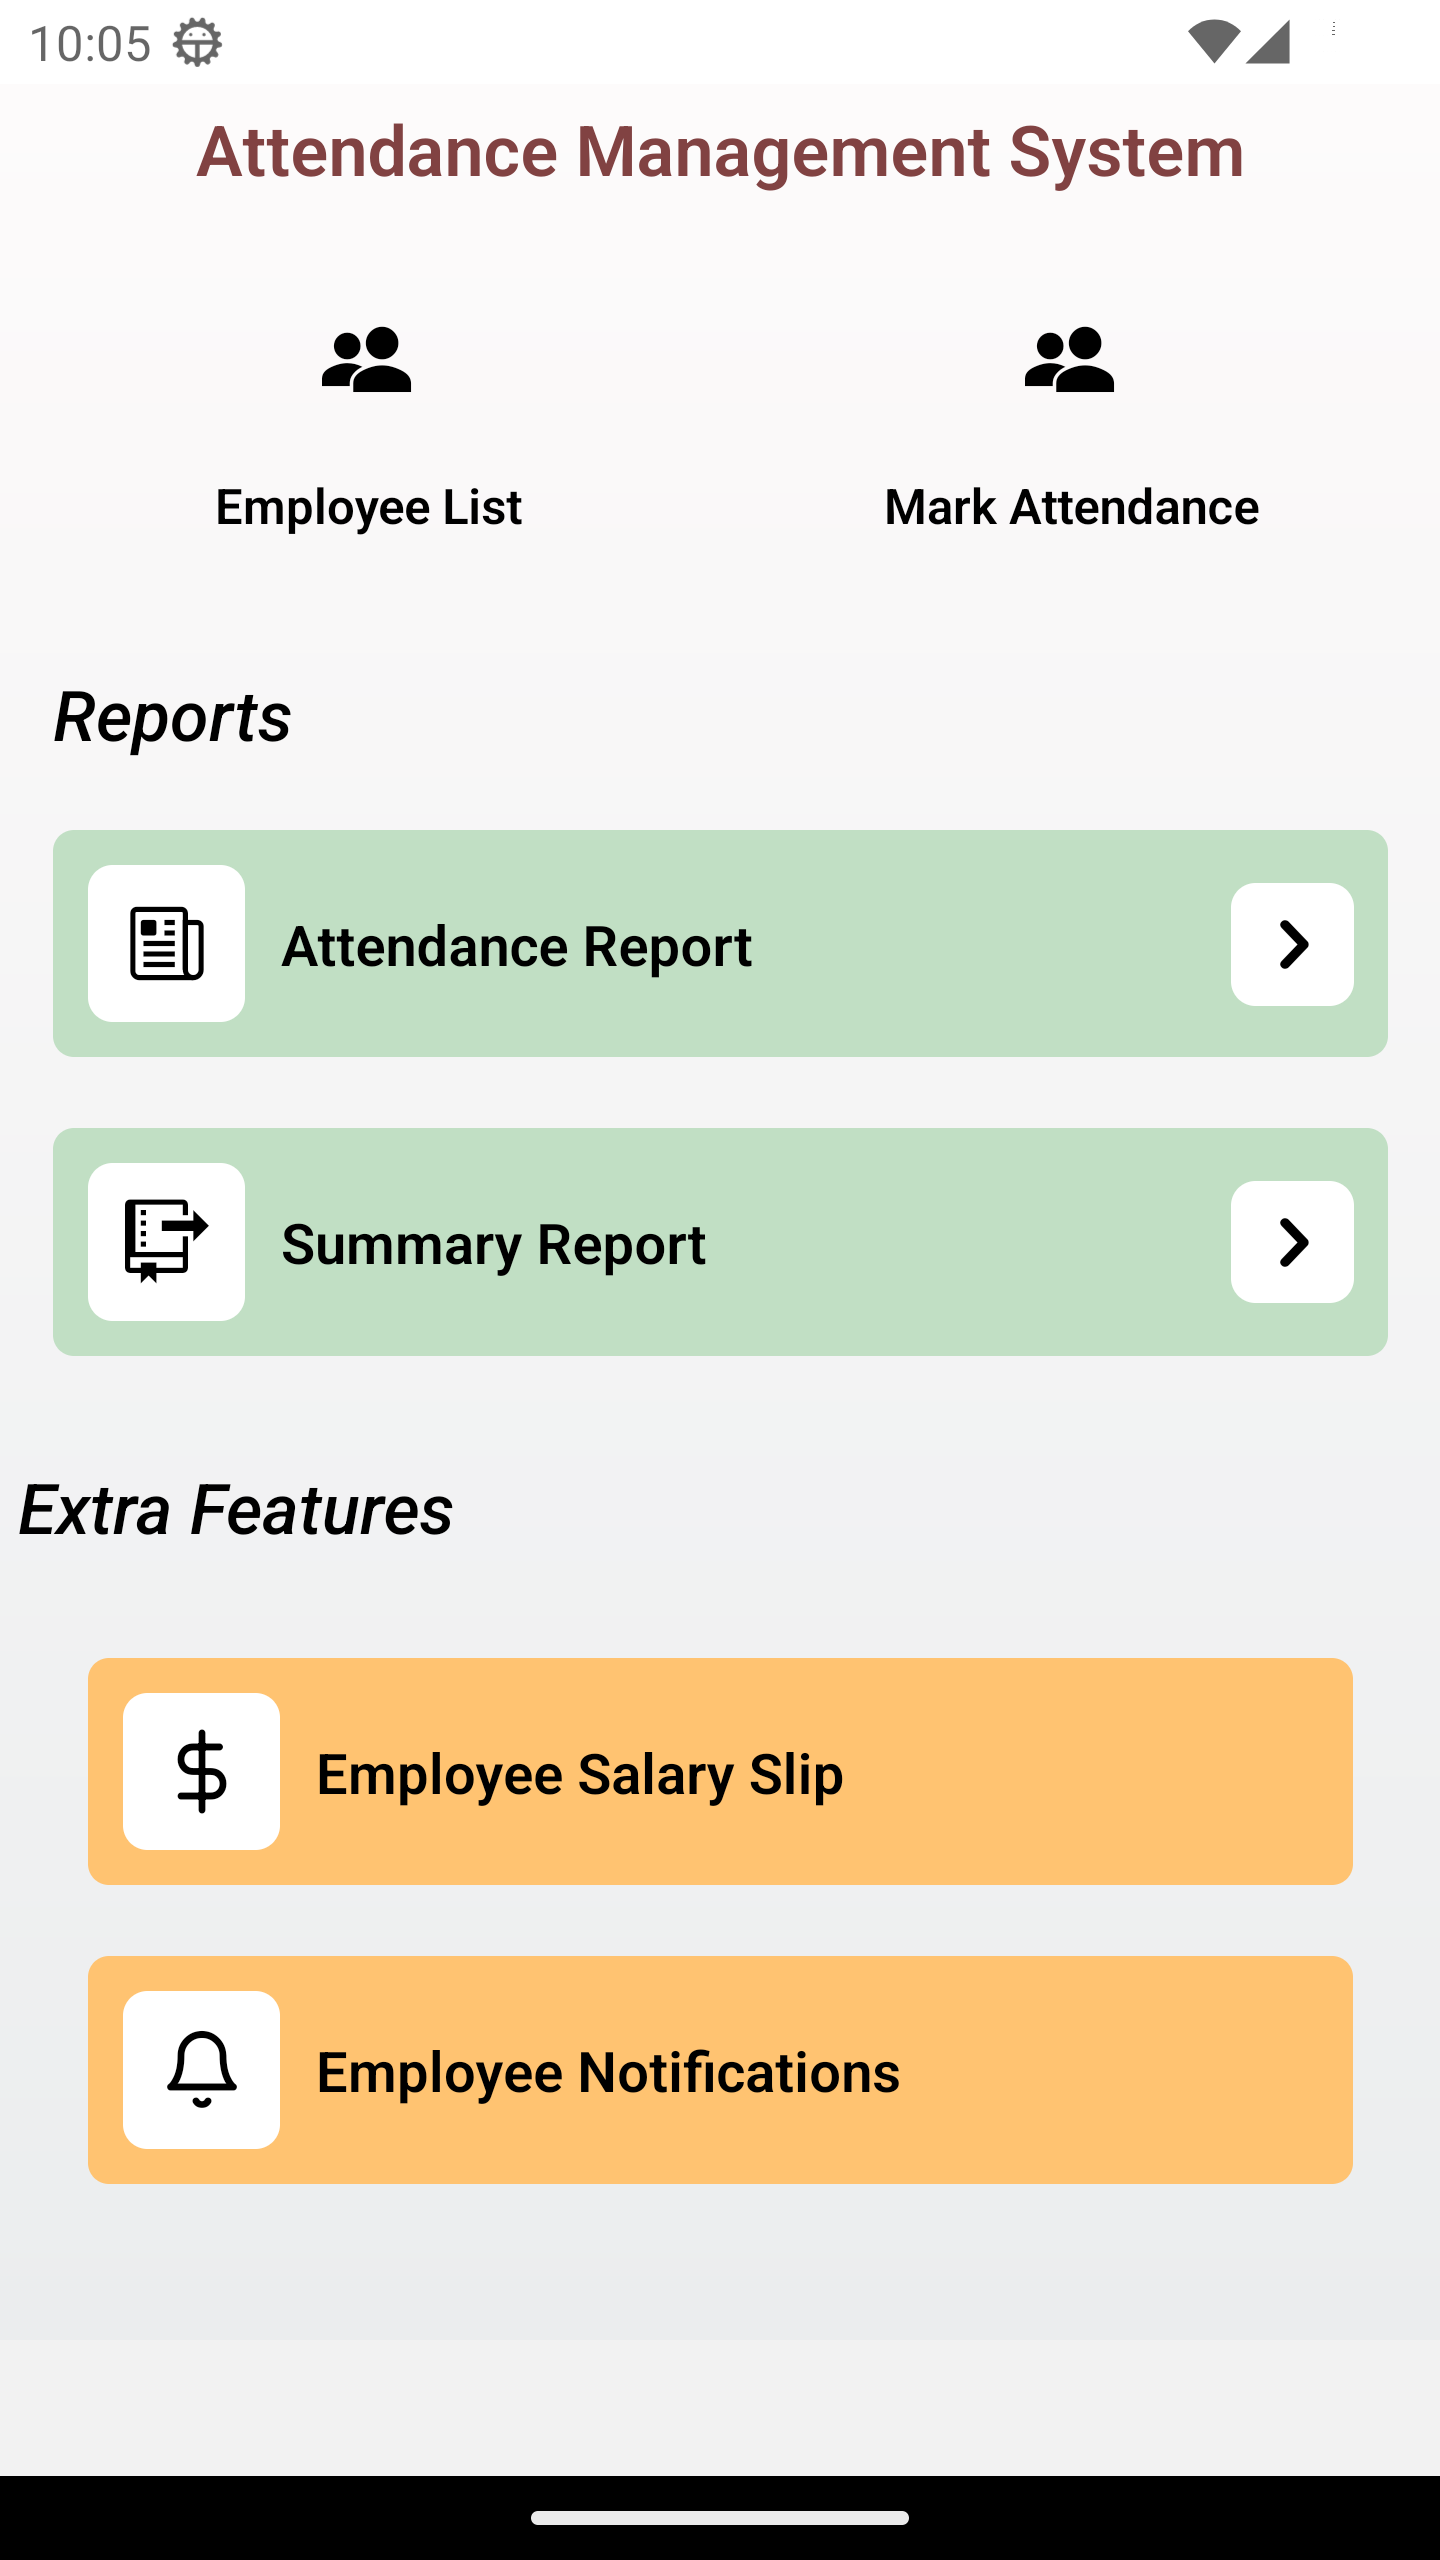 10:05
Attendance Management System
Employee List
Mark Attendance
Reports
Attendance Report
Summary Report
Extra Features
Employee Salary Slip
Employee Notifications